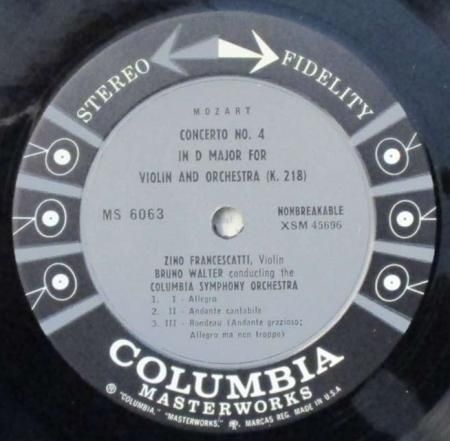 STEREO FIDELITY
MOZART
CONCERTO NO. 4
IN D MAJOR FOR
VIOLIN AND ORCHESTRA (K. 218)
MS 6063
NONBREAKABLE
XSM 45696
ZINO FRANCESCATTI, Violin
BRUNO WALTER conducting the
COLUMBIA SYMPHONY ORCHESTRA
1. I - Allegro
2. II - Andante cantabile
3. III - Rondeau (Andante grazioso;
Allegro ma non troppo)
COLUMBIA
MASTERWORKS
® "COLUMBIA," "MASTERWORKS," MARCAS REG. MADE IN U.S.A